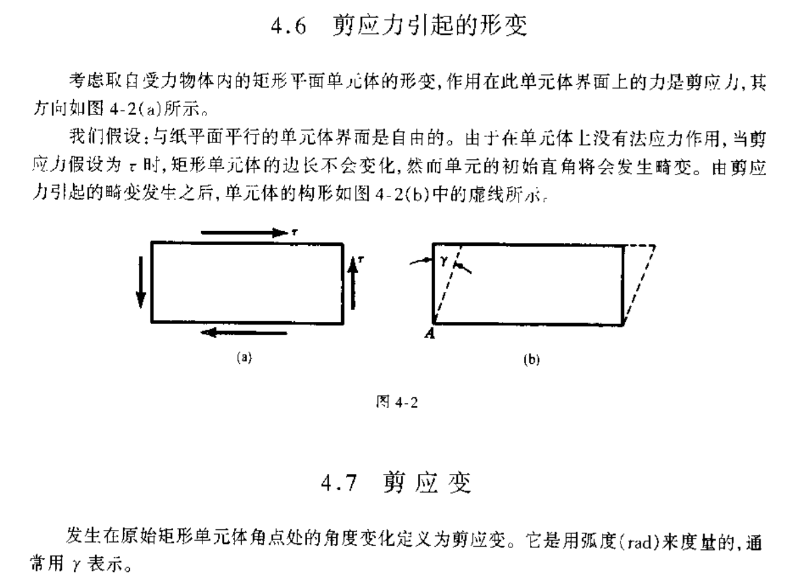 4.6 剪应力引起的形变
考虑取自受力物体内的矩形平面单元体的形变,作用在此单元体界面上的力是剪应力,其
方向如图 4-2(a)所示。
我们假设:与纸平面平行的单元体界面是自由的。由于在单元体上没有法应力作用,当剪
应力假设为 τ 时,矩形单元体的边长不会变化,然而单元的初始直角将会发生畸变。由剪应
力引起的畸变发生之后,单元体的构形如图 4-2(b)中的虚线所示。
τ
τ
γ
A
(a)
(b)
图 4-2
4.7 剪应变
发生在原始矩形单元体角点处的角度变化定义为剪应变。它是用弧度(rad)来度量的,通
常用 γ 表示。